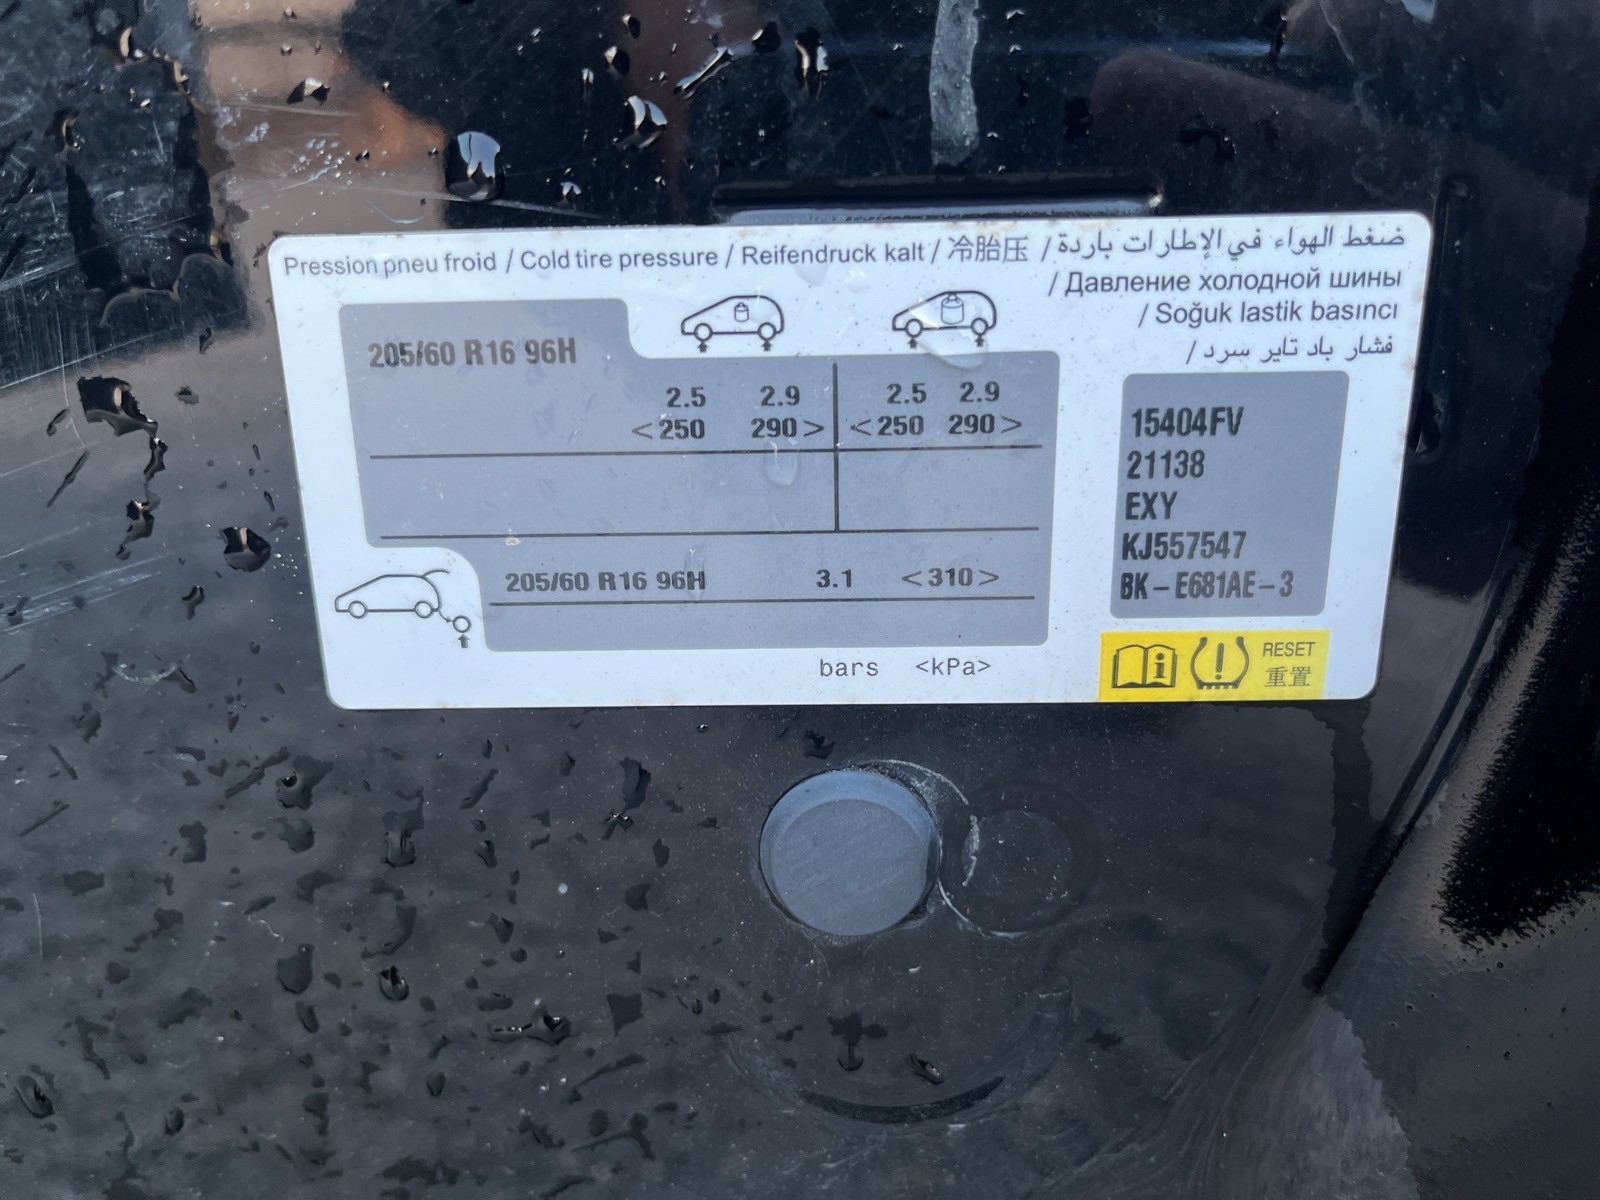 Pression pneu froid / Cold tire pressure / Reifendruck kalt / 冷胎压 / ضغط الهواء في الإطارات باردة
/ Давление холодной шины
/ Soğuk lastik basıncı
/ فشار باد تایر سرد
205/60 R16 96H
2.5 2.9 2.5 2.9
<250 290> <250 290>
205/60 R16 96H 3.1 <310>
bars <kPa>
15404FV
21138
EXY
KJ557547
BK-E681AE-3
RESET
重置